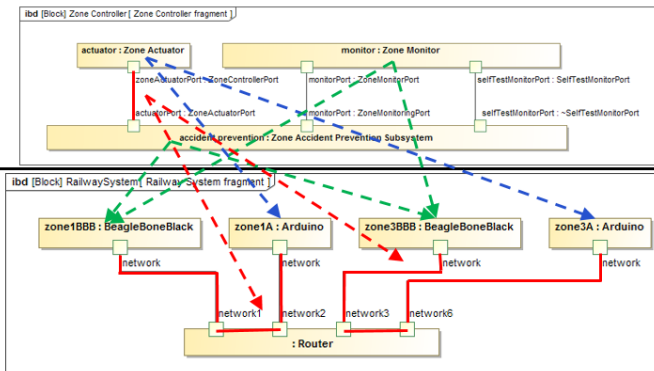 ibd [Block] Zone Controller [ Zone Controller fragment ]
actuator : Zone Actuator
monitor : Zone Monitor
zoneActuatorPort : ZoneControllerPort
monitorPort : ZoneMonitorPort
selfTestMonitorPort : SelfTestMonitorPort
actuatorPort : ZoneActuatorPort
monitorPort : ZoneMonitoringPort
selfTestMonitorPort : ~SelfTestMonitorPort
accident prevention : Zone Accident Preventing Subsystem
ibd [Block] RailwaySystem [ Railway System fragment ]
zone1BBB : BeagleBoneBlack
zone1A : Arduino
zone3BBB : BeagleBoneBlack
zone3A : Arduino
network
network
network
network
network1
network2
network3
network6
: Router